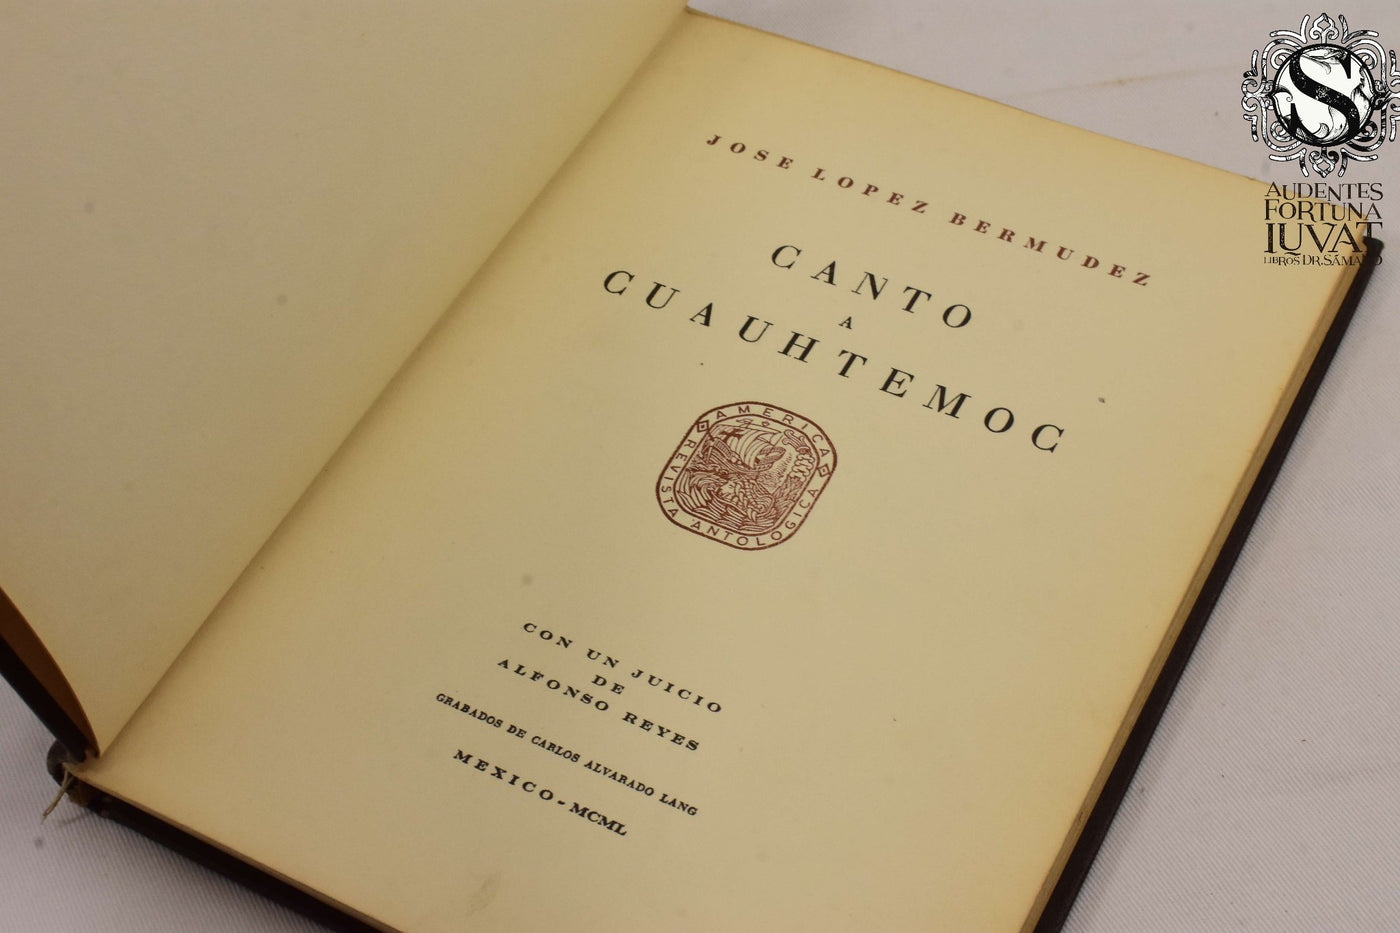 JOSE LOPEZ BERMUDEZ
CANTO
A
CUAUHTEMOC
AMERICA
REVISTA ANTOLOGICA
CON UN JUICIO
DE
ALFONSO REYES
GRABADOS DE CARLOS ALVARADO LANG
MEXICO - MCML
S
AUDENTES
FORTUNA
IUVAT
LIBROS DR. SÁMANO